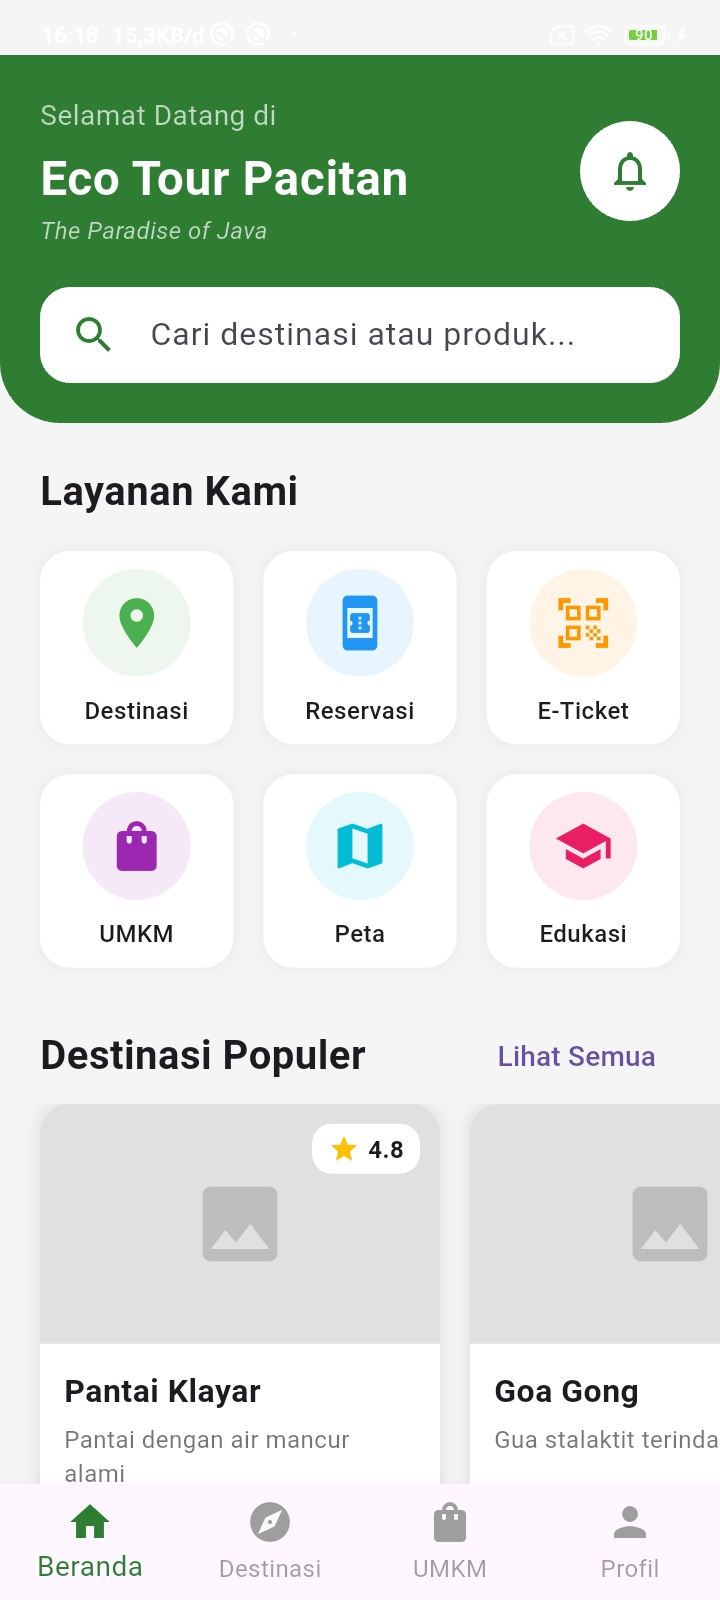 16:18 15,3KB/d
90
Selamat Datang di
Eco Tour Pacitan
The Paradise of Java
Cari destinasi atau produk...
Layanan Kami
Destinasi
Reservasi
E-Ticket
UMKM
Peta
Edukasi
Destinasi Populer
Lihat Semua
4.8
Pantai Klayar
Pantai dengan air mancur
alami
Goa Gong
Gua stalaktit terinda
Beranda
Destinasi
UMKM
Profil